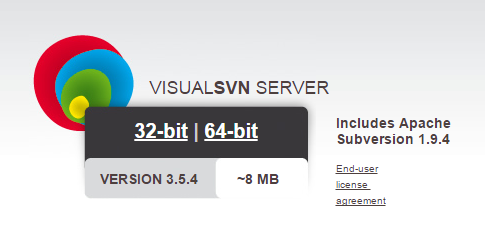 VISUALSVN SERVER
32-bit | 64-bit
VERSION 3.5.4
~8 MB
Includes Apache
Subversion 1.9.4
End-user
license
agreement